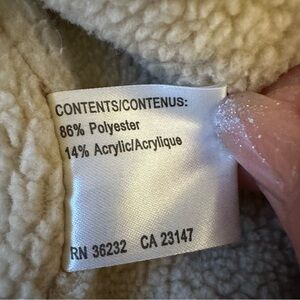 CONTENTS/CONTENUS:
86% Polyester
14% Acrylic/Acrylique
RN 36232 CA 23147